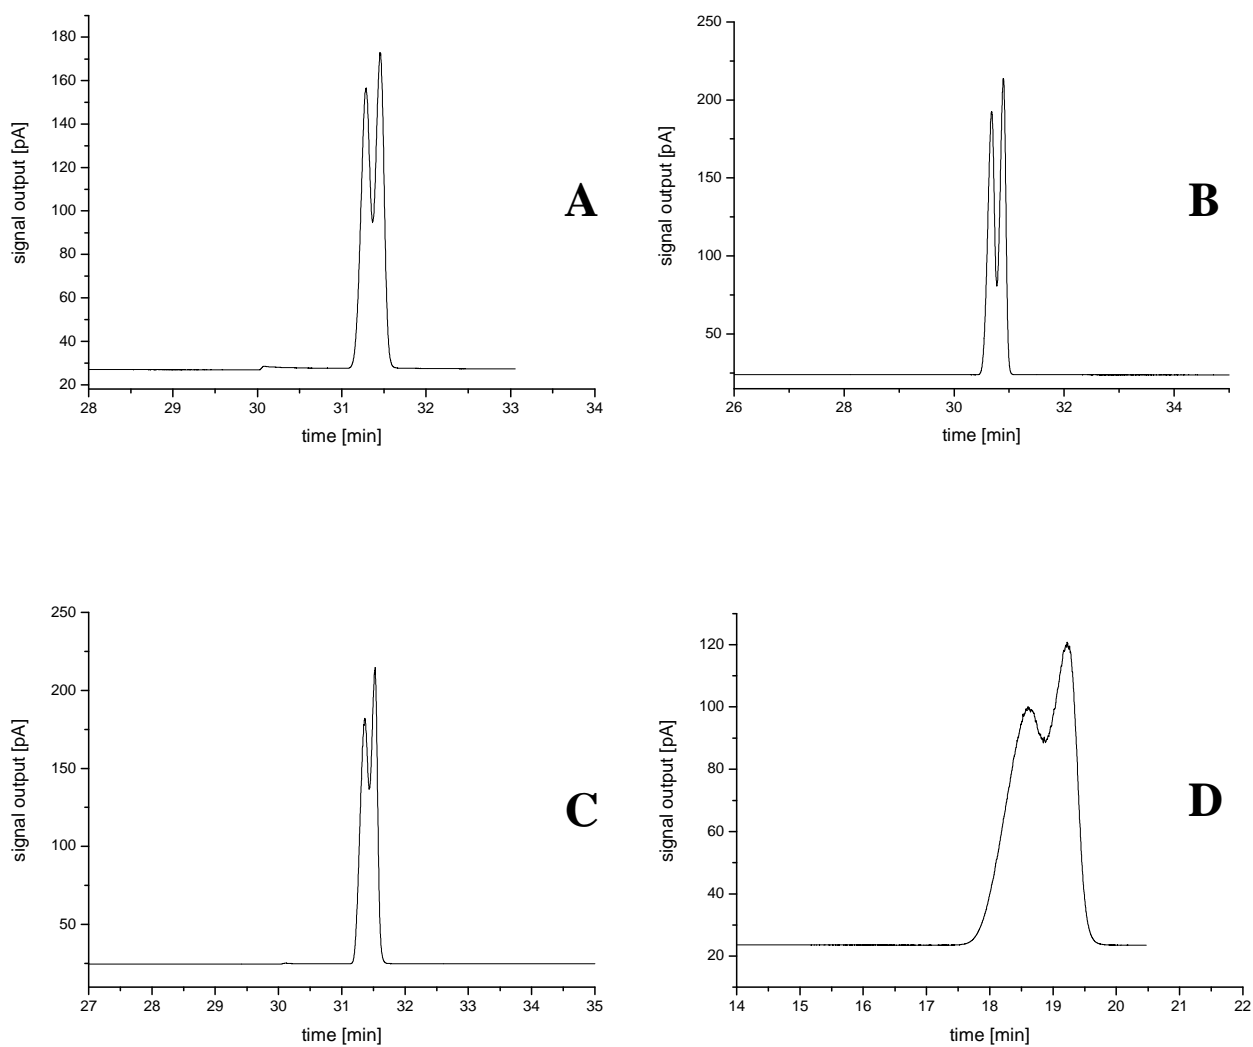 180
160
140
120
100
80
60
40
20
signal output [pA]
28 29 30 31 32 33 34
time [min]
A
250
200
150
100
50
signal output [pA]
26 28 30 32 34
time [min]
B
250
200
150
100
50
signal output [pA]
27 28 29 30 31 32 33 34 35
time [min]
C
120
100
80
60
40
20
signal output [pA]
14 15 16 17 18 19 20 21 22
time [min]
D